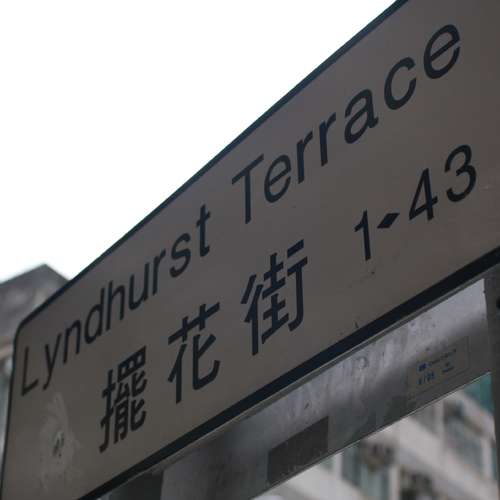 Lyndhurst Terrace
擺花街 1◂▸43